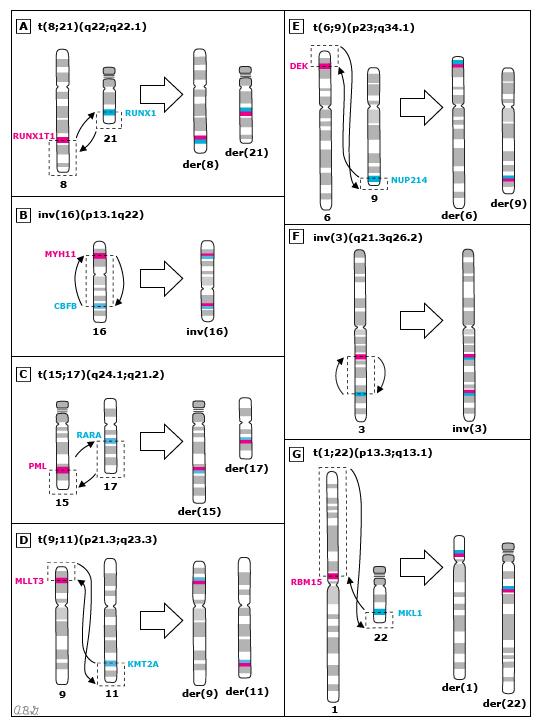 A t(8;21)(q22;q22.1)
RUNX1T1
RUNX1
8
21
der(8)
der(21)
B inv(16)(p13.1q22)
MYH11
CBFB
16
inv(16)
C t(15;17)(q24.1;q21.2)
RARA
PML
15
17
der(15)
der(17)
D t(9;11)(p21.3;q23.3)
MLLT3
KMT2A
9
11
der(9)
der(11)
E t(6;9)(p23;q34.1)
DEK
NUP214
6
9
der(6)
der(9)
F inv(3)(q21.3q26.2)
3
inv(3)
G t(1;22)(p13.3;q13.1)
RBM15
MKL1
1
22
der(1)
der(22)